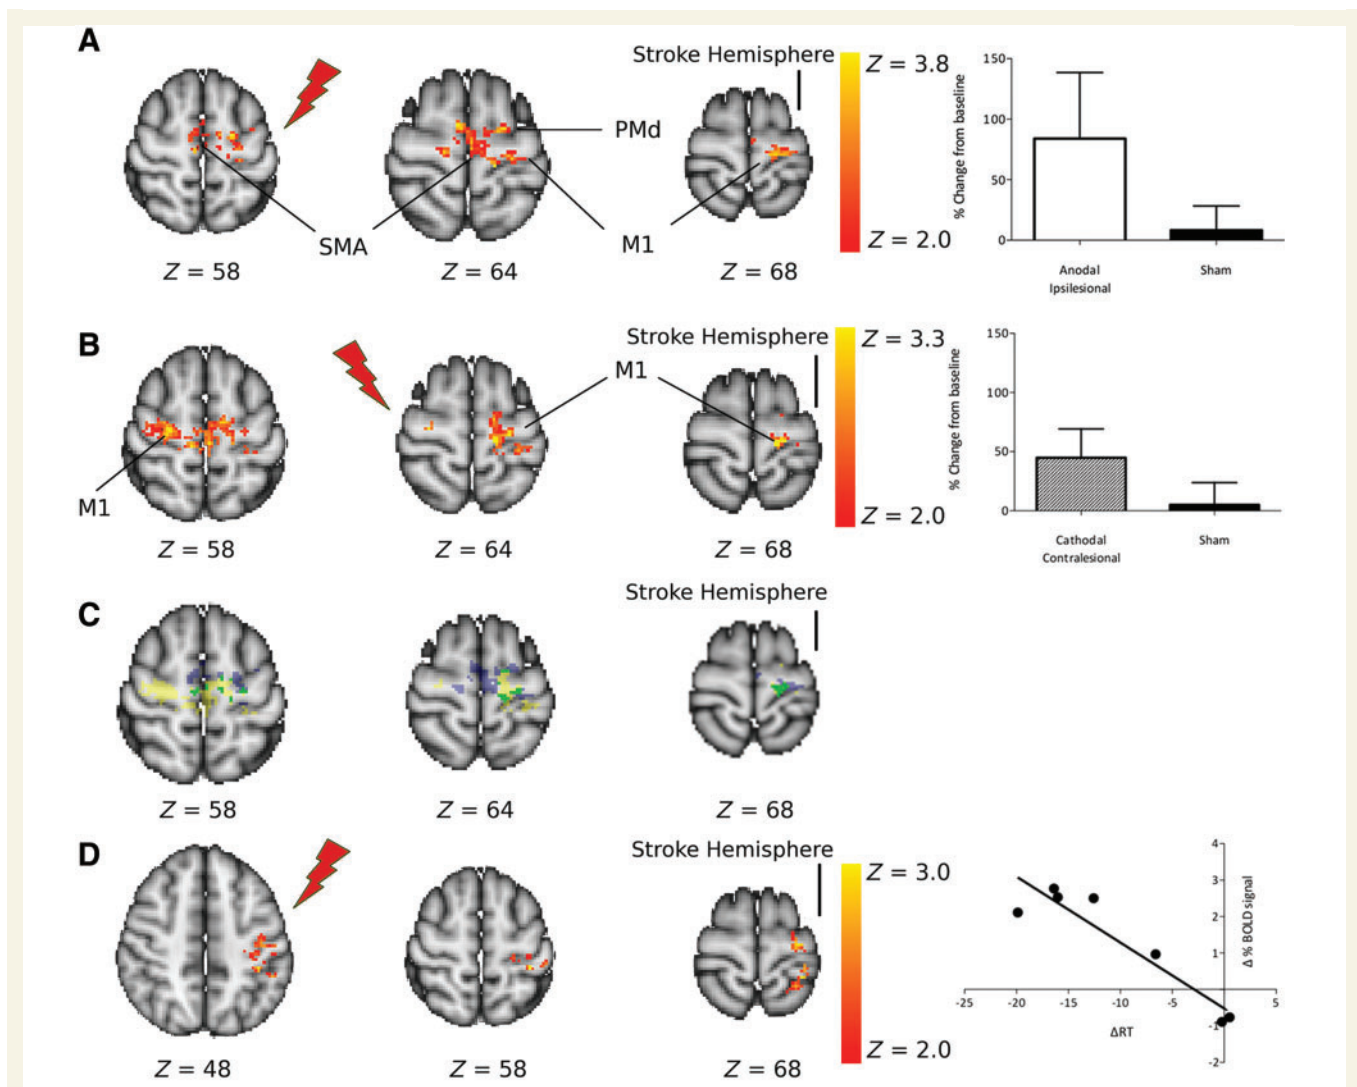 A
Stroke Hemisphere
Z = 3.8
PMd
SMA
M1
Z = 2.0
Z = 58
Z = 64
Z = 68
% Change from baseline
150
100
50
0
Anodal
Ipsilesional
Sham
B
Stroke Hemisphere
Z = 3.3
M1
M1
Z = 2.0
Z = 58
Z = 64
Z = 68
% Change from baseline
150
100
50
0
Cathodal
Contralesional
Sham
C
Stroke Hemisphere
Z = 58
Z = 64
Z = 68
D
Stroke Hemisphere
Z = 3.0
Z = 2.0
Z = 48
Z = 58
Z = 68
4
3
2
1
-1
-2
Δ % BOLD signal
-25 -20 -15 -10 -5 0 5
ΔRT